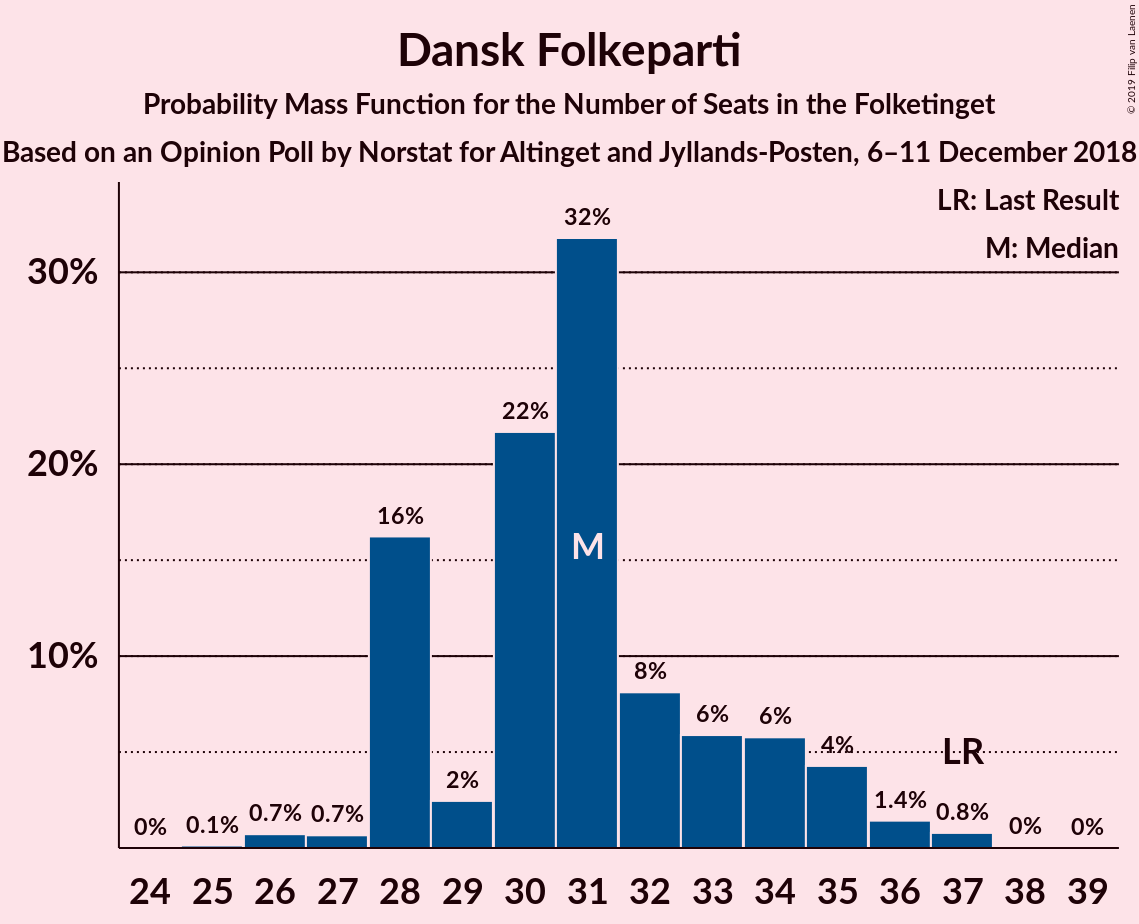 Dansk Folkeparti
Probability Mass Function for the Number of Seats in the Folketinget
Based on an Opinion Poll by Norstat for Altinget and Jyllands-Posten, 6–11 December 2018
© 2019 Filip van Laenen
LR: Last Result
M: Median
32%
30%
22%
20%
16%
M
10%
8%
6%
6%
4%
LR
2%
1.4%
0.8%
0.7%
0.7%
0.1%
0%
0%
0%
24 25 26 27 28 29 30 31 32 33 34 35 36 37 38 39